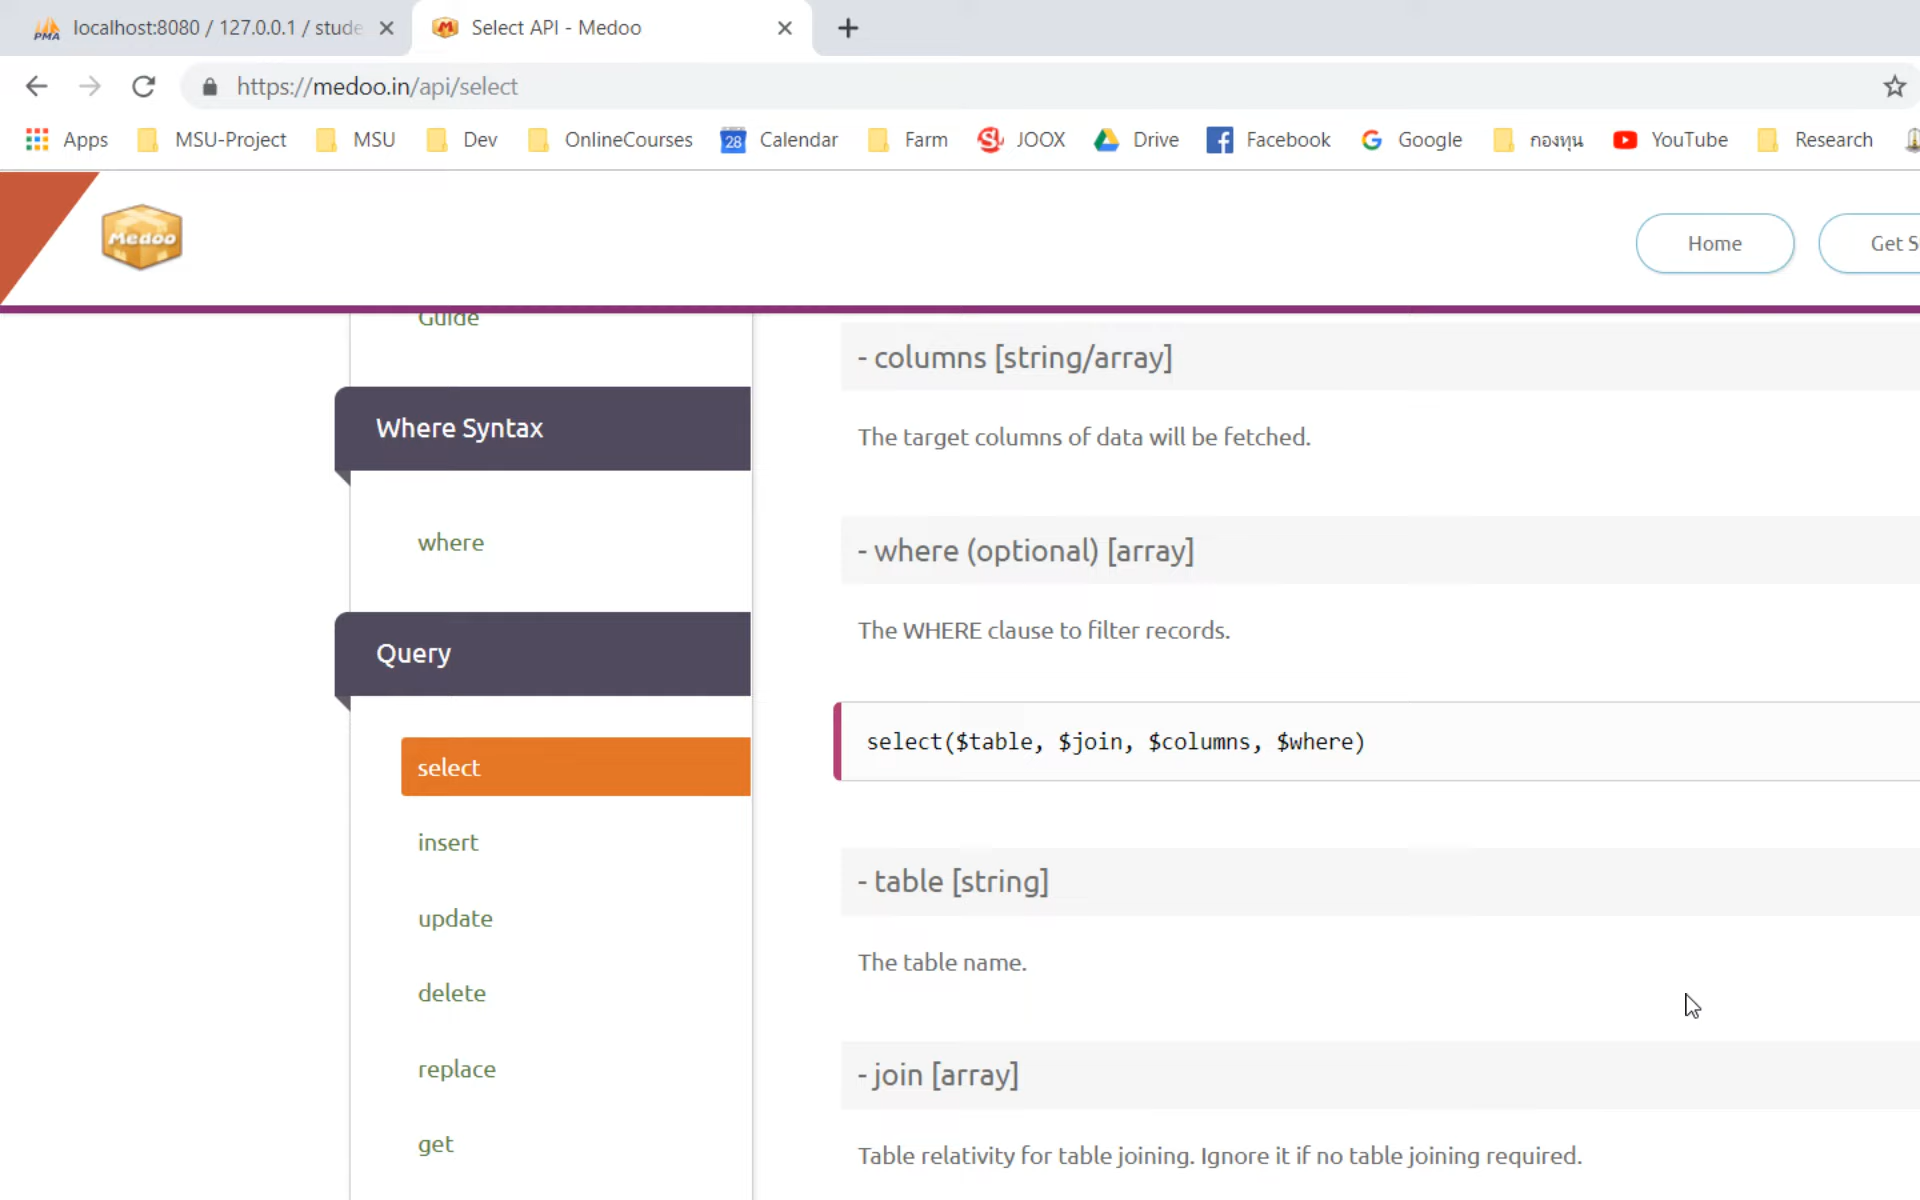 localhost:8080 / 127.0.0.1 / stude
Select API - Medoo
https://medoo.in/api/select
Apps MSU-Project MSU Dev OnlineCourses 28 Calendar Farm JOOX Drive Facebook Google กองทุน YouTube Research
Medoo
Home
Get S
Guide
Where Syntax
where
Query
select
insert
update
delete
replace
get
- columns [string/array]
The target columns of data will be fetched.
- where (optional) [array]
The WHERE clause to filter records.
select($table, $join, $columns, $where)
- table [string]
The table name.
- join [array]
Table relativity for table joining. Ignore it if no table joining required.